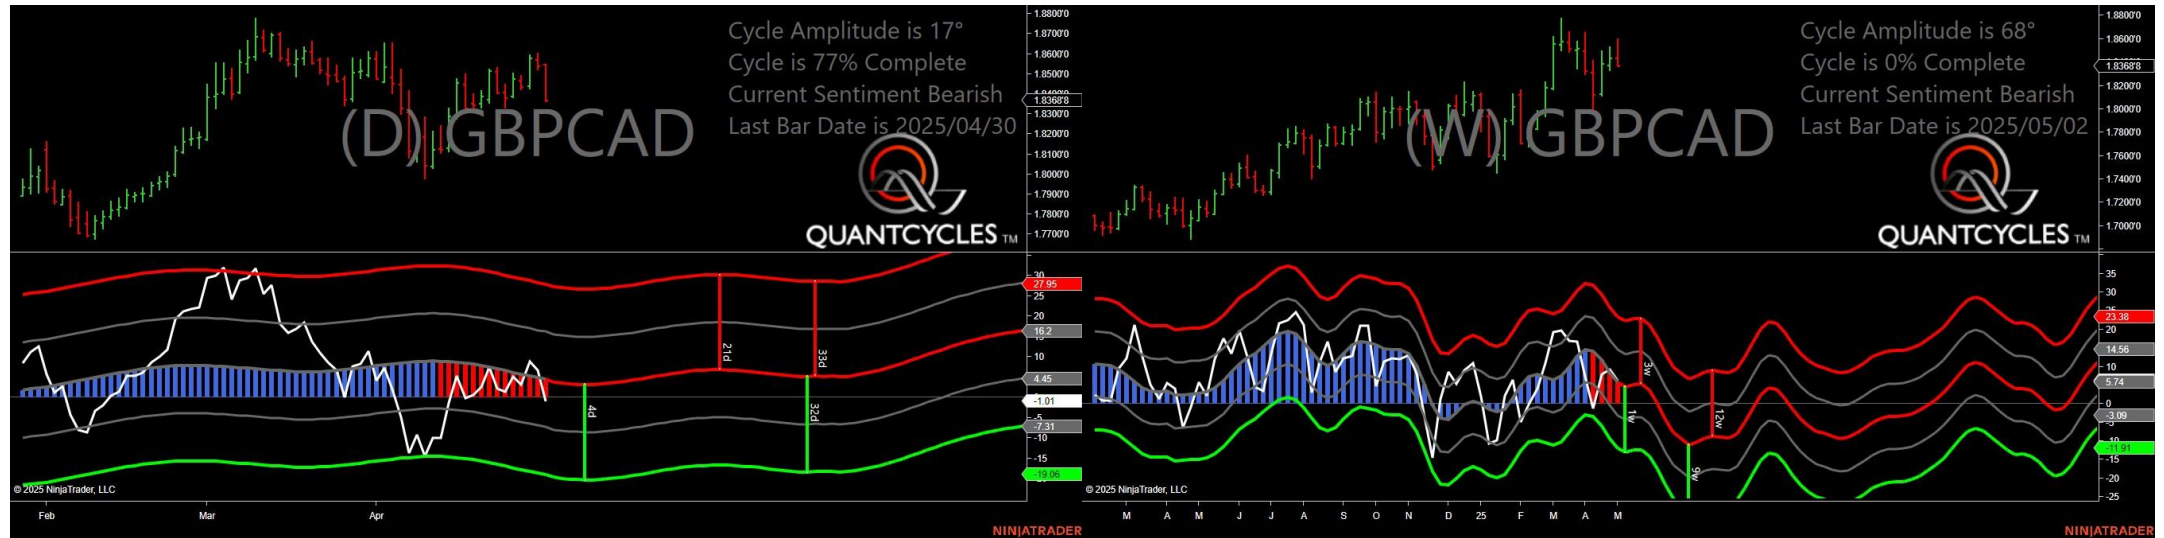 Cycle Amplitude is 17°
Cycle is 77% Complete
Current Sentiment Bearish
Last Bar Date is 2025/04/30
(D) GBPCAD
QUANTCYCLES TM
1.8800'0
1.8700'0
1.8600'0
1.8500'0
1.8368'8
1.8300'0
1.8200'0
1.8100'0
1.8000'0
1.7900'0
1.7800'0
1.7700'0
30
27.95
25
20
16.2
10
4.45
-1.01
-5
-7.31
-10
-15
-19.06
21d
33d
4d
32d
© 2025 NinjaTrader, LLC
Feb
Mar
Apr
NINJATRADER
Cycle Amplitude is 68°
Cycle is 0% Complete
Current Sentiment Bearish
Last Bar Date is 2025/05/02
(W) GBPCAD
QUANTCYCLES TM
1.8800'0
1.8600'0
1.8368'8
1.8200'0
1.8000'0
1.7800'0
1.7600'0
1.7400'0
1.7200'0
1.7000'0
35
30
23.38
20
14.56
10
5.74
0
-3.09
-5
-11.91
-15
-20
-25
3w
1w
12w
9w
© 2025 NinjaTrader, LLC
M A M J J A S O N D 25 F M A M
NINJATRADER